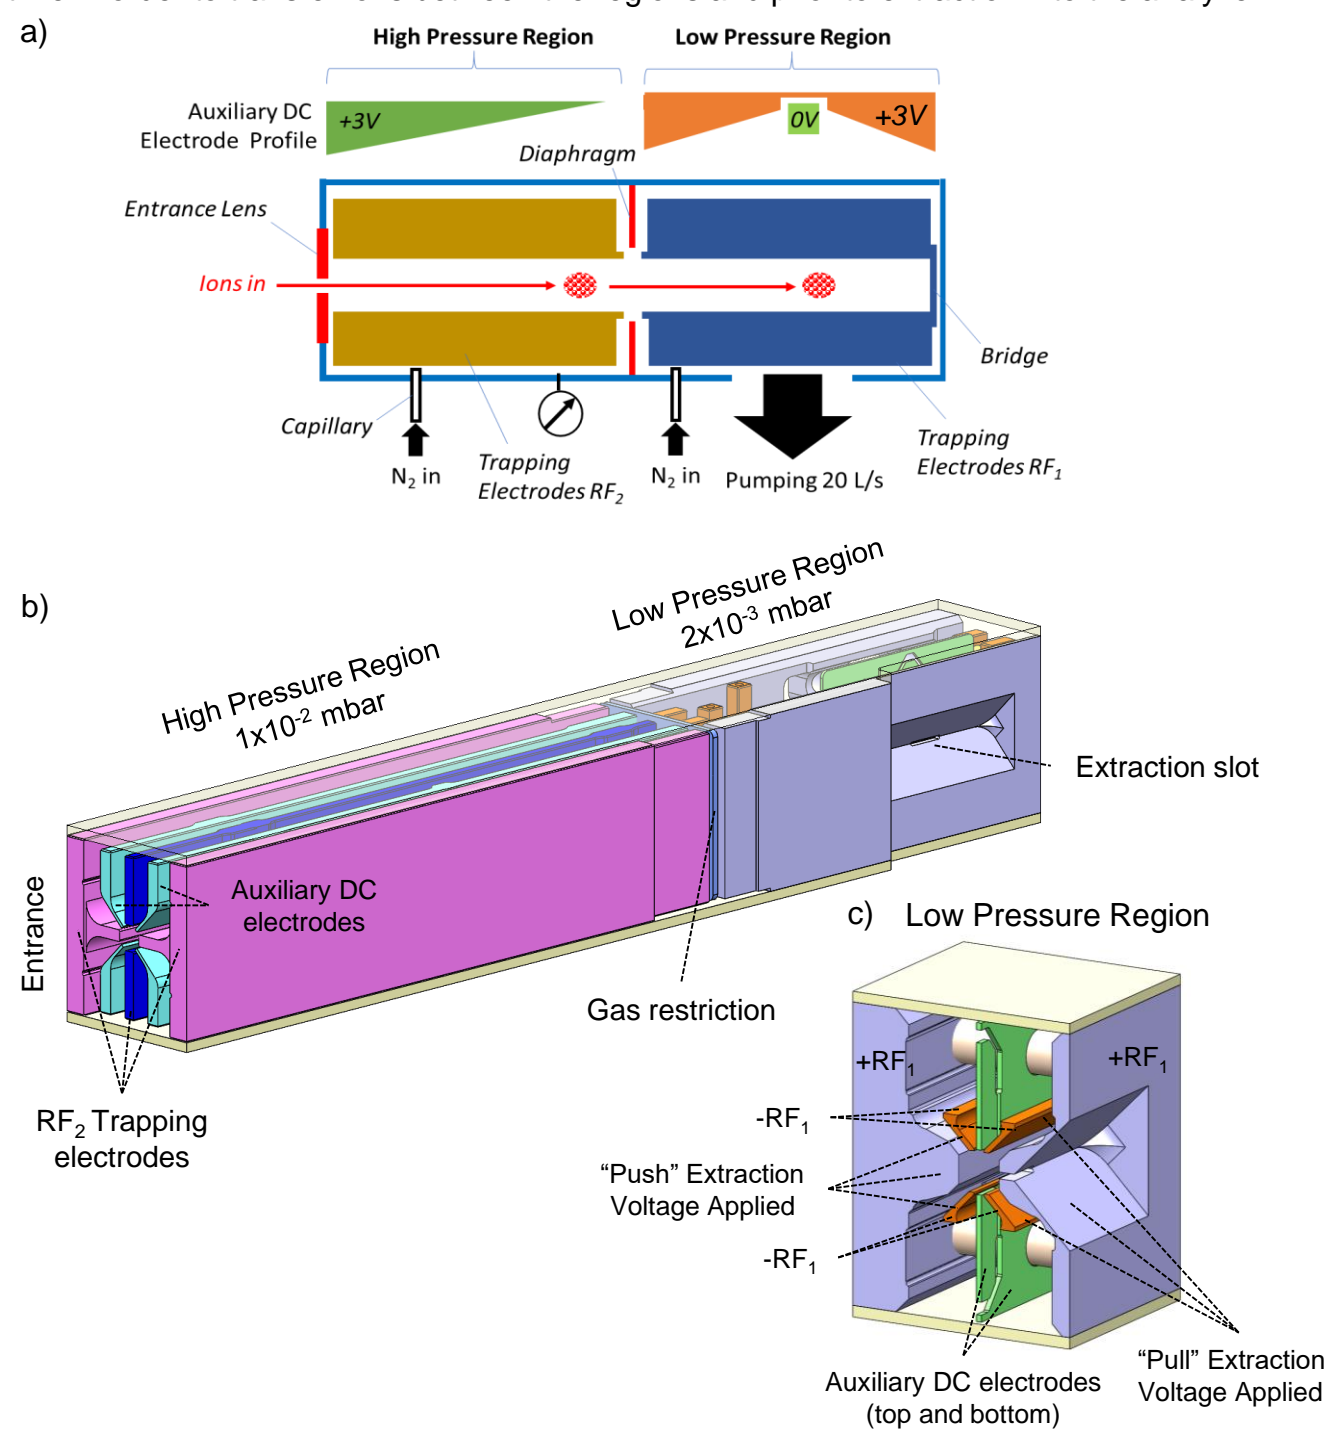 a)
High Pressure Region
Low Pressure Region
Auxiliary DC
Electrode Profile
+3V
0V
+3V
Diaphragm
Entrance Lens
Ions in
Bridge
Capillary
N2 in
Trapping
Electrodes RF2
N2 in
Pumping 20 L/s
Trapping
Electrodes RF1
b)
High Pressure Region
1x10-2 mbar
Low Pressure Region
2x10-3 mbar
Extraction slot
Auxiliary DC
electrodes
Entrance
Gas restriction
RF2 Trapping
electrodes
c) Low Pressure Region
+RF1
+RF1
-RF1
“Push” Extraction
Voltage Applied
-RF1
“Pull” Extraction
Voltage Applied
Auxiliary DC electrodes
(top and bottom)